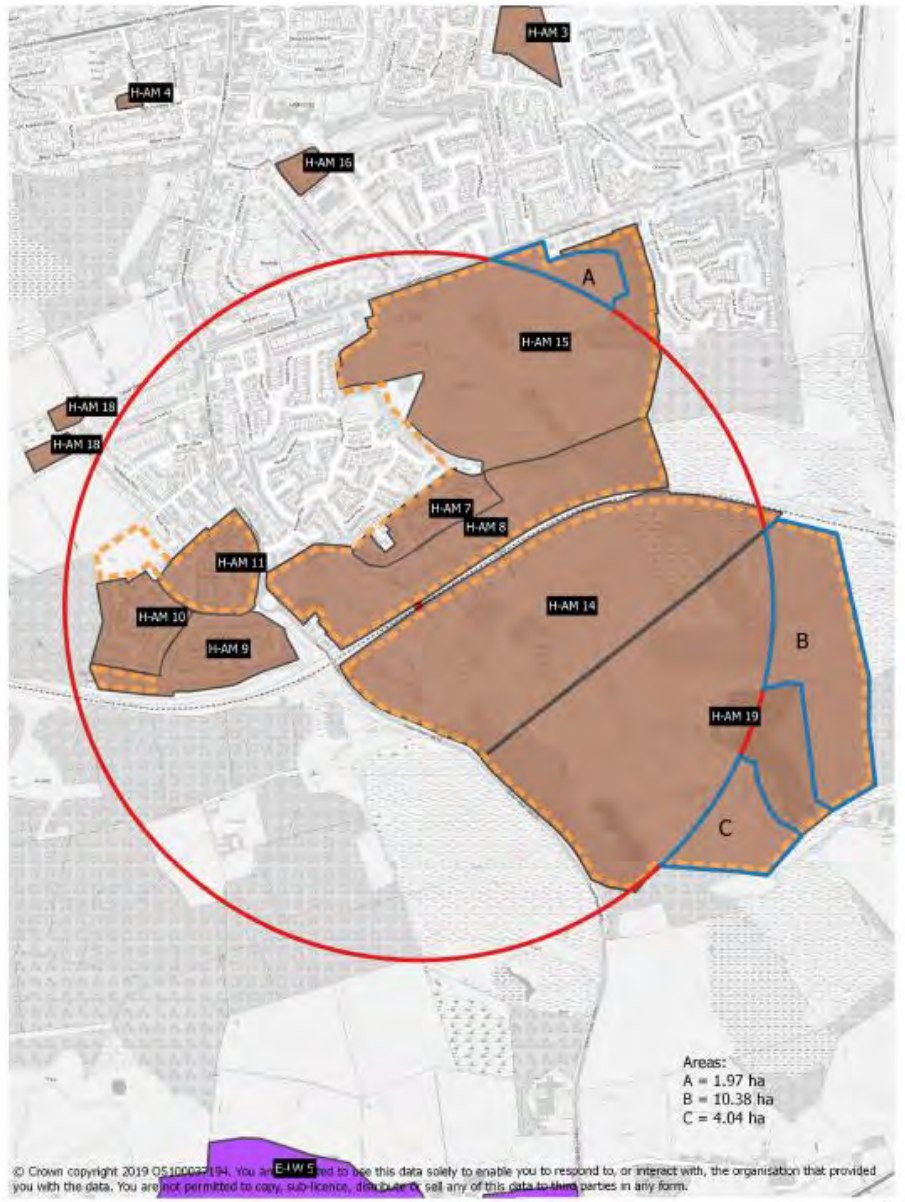 H-AM 3
H-AM 4
H-AM 16
A
H-AM 15
H-AM 18
H-AM 18
H-AM 7
H-AM 8
H-AM 11
H-AM 14
H-AM 10
B
H-AM 9
H-AM 19
C
Areas:
A = 1.97 ha
B = 10.38 ha
C = 4.04 ha
© Crown copyright 2019 OS100037194. You are to use this data solely to enable you to respond to, or interact with, the organisation that provided
E-LW 5
you with the data. You are not permitted to copy, sub-licence, distribute or sell any of this data to third parties in any form.